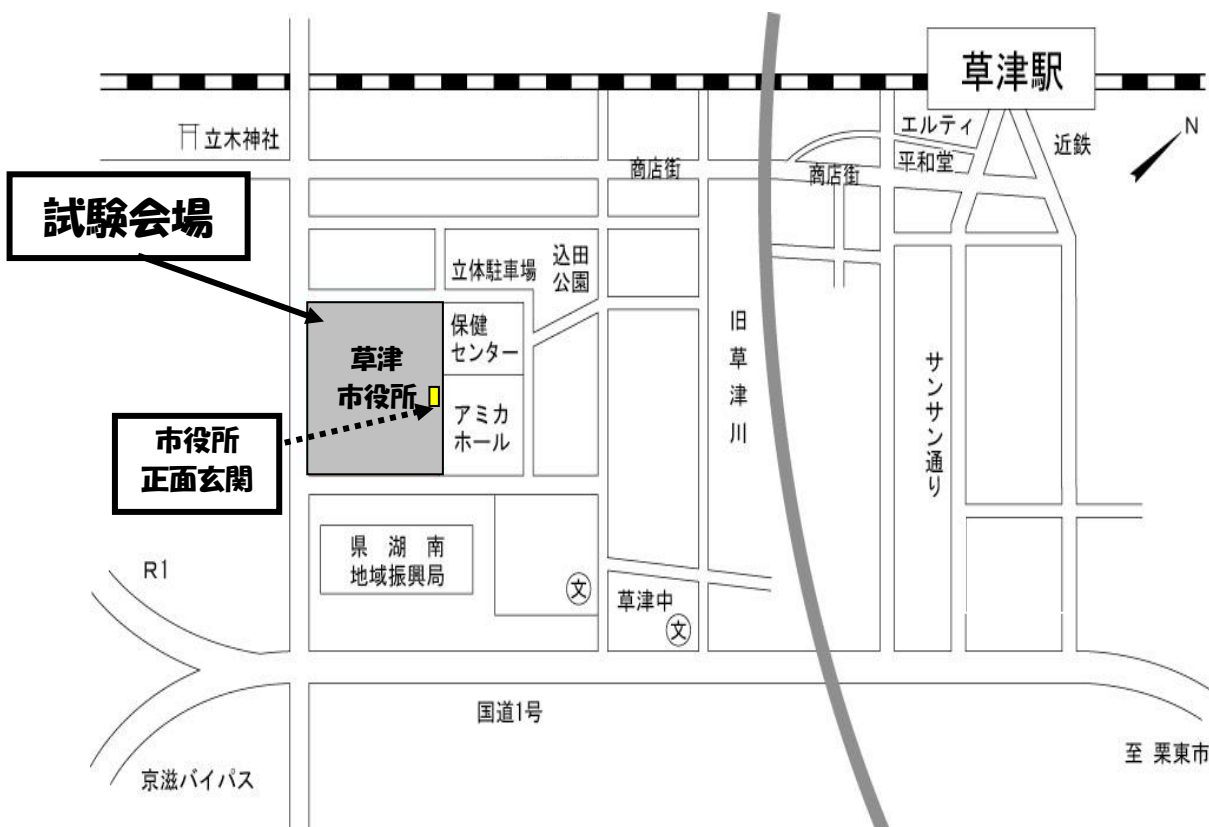 草津駅
エルティ
近鉄
N
立木神社
商店街
商店街
平和堂
試験会場
立体駐車場
込田
公園
保健
センター
草津
市役所
旧草津川
サンサン通り
アミカ
ホール
市役所
正面玄関
県 湖 南
地域振興局
R1
文
草津中
文
国道1号
至 栗東市
京滋バイパス